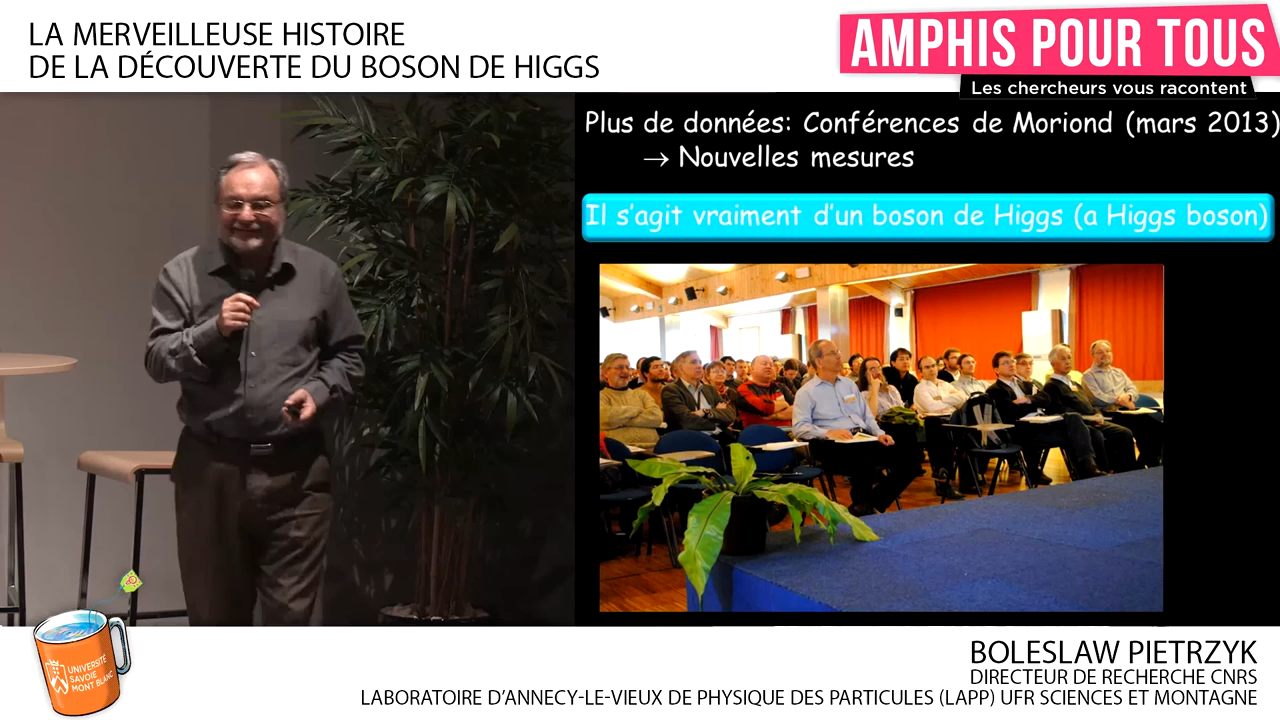 LA MERVEILLEUSE HISTOIRE
DE LA DÉCOUVERTE DU BOSON DE HIGGS
AMPHIS POUR TOUS
Les chercheurs vous racontent
Plus de données: Conférences de Moriond (mars 2013)
→ Nouvelles mesures
Il s'agit vraiment d'un boson de Higgs (a Higgs boson)
UNIVERSITÉ
SAVOIE
MONT BLANC
BOLESLAW PIETRZYK
DIRECTEUR DE RECHERCHE CNRS
LABORATOIRE D'ANNECY-LE-VIEUX DE PHYSIQUE DES PARTICULES (LAPP) UFR SCIENCES ET MONTAGNE